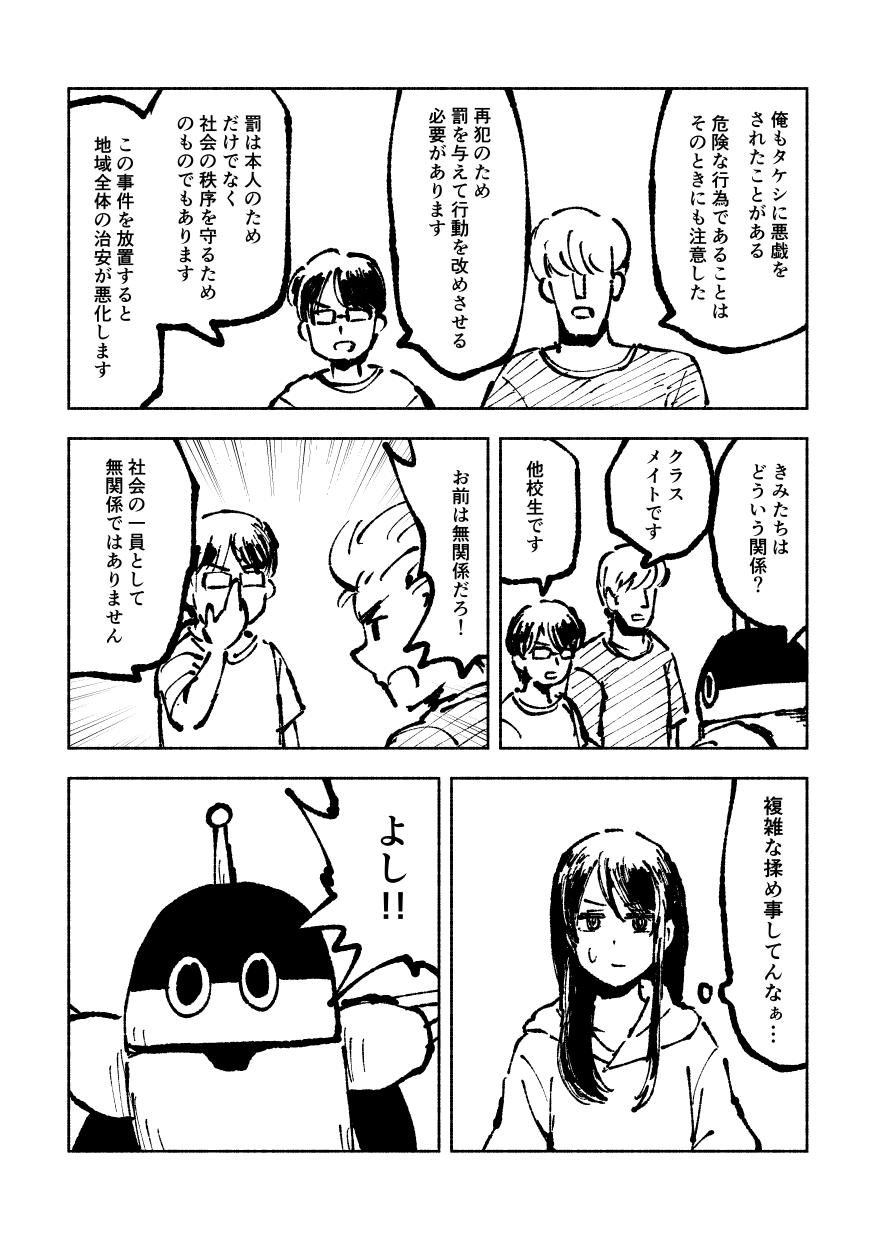 俺もタケシに悪戯を
されたことがある
危険な行為であることは
そのときにも注意した
再犯のため
罰を与えて行動を改めさせる
必要があります
罰は本人のため
だけでなく
社会の秩序を守るため
のものでもあります
この事件を放置すると
地域全体の治安が悪化します
きみたちは
どういう関係?
クラス
メイトです
他校生です
お前は無関係だろ!
社会の一員として
無関係ではありません
複雑な揉め事してんなぁ…
よし!!